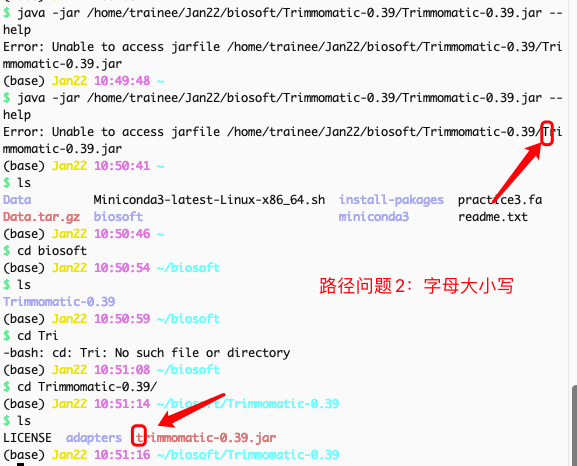 $ java -jar /home/trainee/Jan22/biosoft/Trimmomatic-0.39/Trimmomatic-0.39.jar --
help
Error: Unable to access jarfile /home/trainee/Jan22/biosoft/Trimmomatic-0.39/Tri
mmomatic-0.39.jar
(base) Jan22 10:49:48 ~
$ java -jar /home/trainee/Jan22/biosoft/Trimmomatic-0.39/Trimmomatic-0.39.jar --
help
Error: Unable to access jarfile /home/trainee/Jan22/biosoft/Trimmomatic-0.39/Tri
mmomatic-0.39.jar
(base) Jan22 10:50:41 ~
$ ls
Data Miniconda3-latest-Linux-x86_64.sh install-pakages practice3.fa
Data.tar.gz biosoft miniconda3 readme.txt
(base) Jan22 10:50:46 ~
$ cd biosoft
(base) Jan22 10:50:54 ~/biosoft
$ ls
路径问题2：字母大小写
Trimmomatic-0.39
(base) Jan22 10:50:59 ~/biosoft
$ cd Tri
-bash: cd: Tri: No such file or directory
(base) Jan22 10:51:08 ~/biosoft
$ cd Trimmomatic-0.39/
(base) Jan22 10:51:14 ~/biosoft/Trimmomatic-0.39
$ ls
LICENSE adapters trimmomatic-0.39.jar
(base) Jan22 10:51:16 ~/biosoft/Trimmomatic-0.39
$